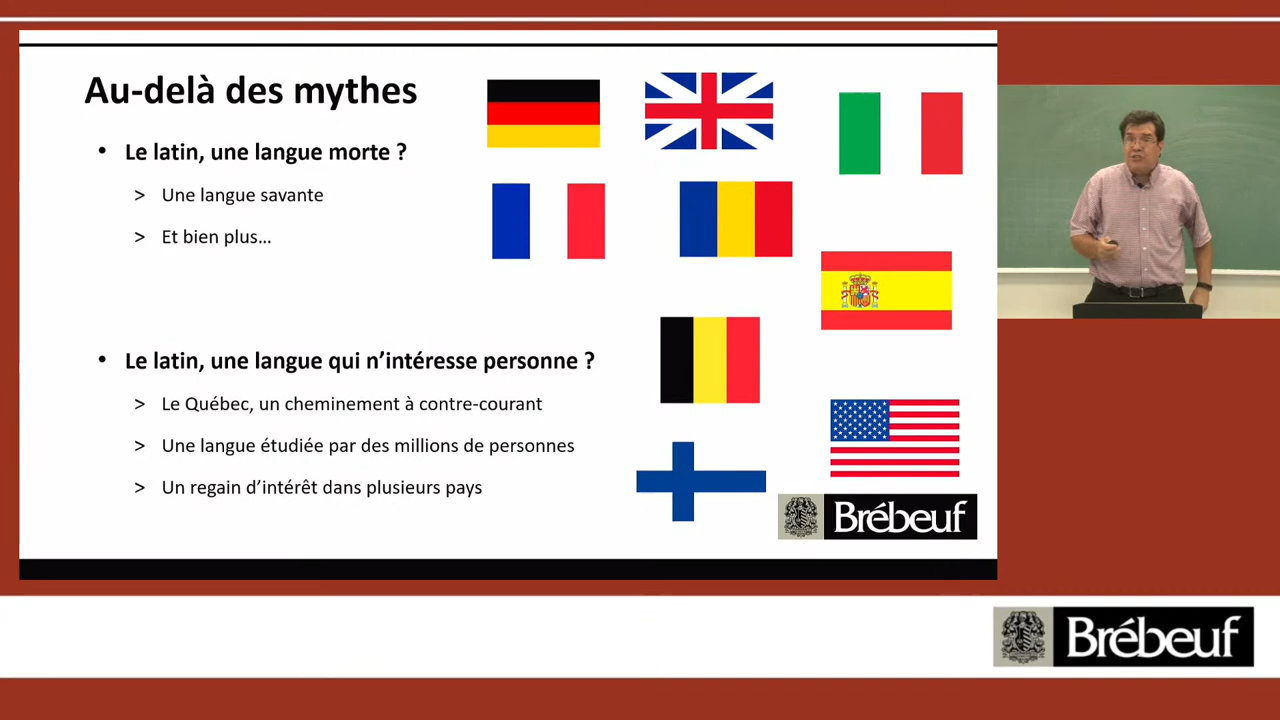 Au-delà des mythes
• Le latin, une langue morte ?
> Une langue savante
> Et bien plus…
• Le latin, une langue qui n’intéresse personne ?
> Le Québec, un cheminement à contre-courant
> Une langue étudiée par des millions de personnes
> Un regain d’intérêt dans plusieurs pays
Brébeuf
Brébeuf